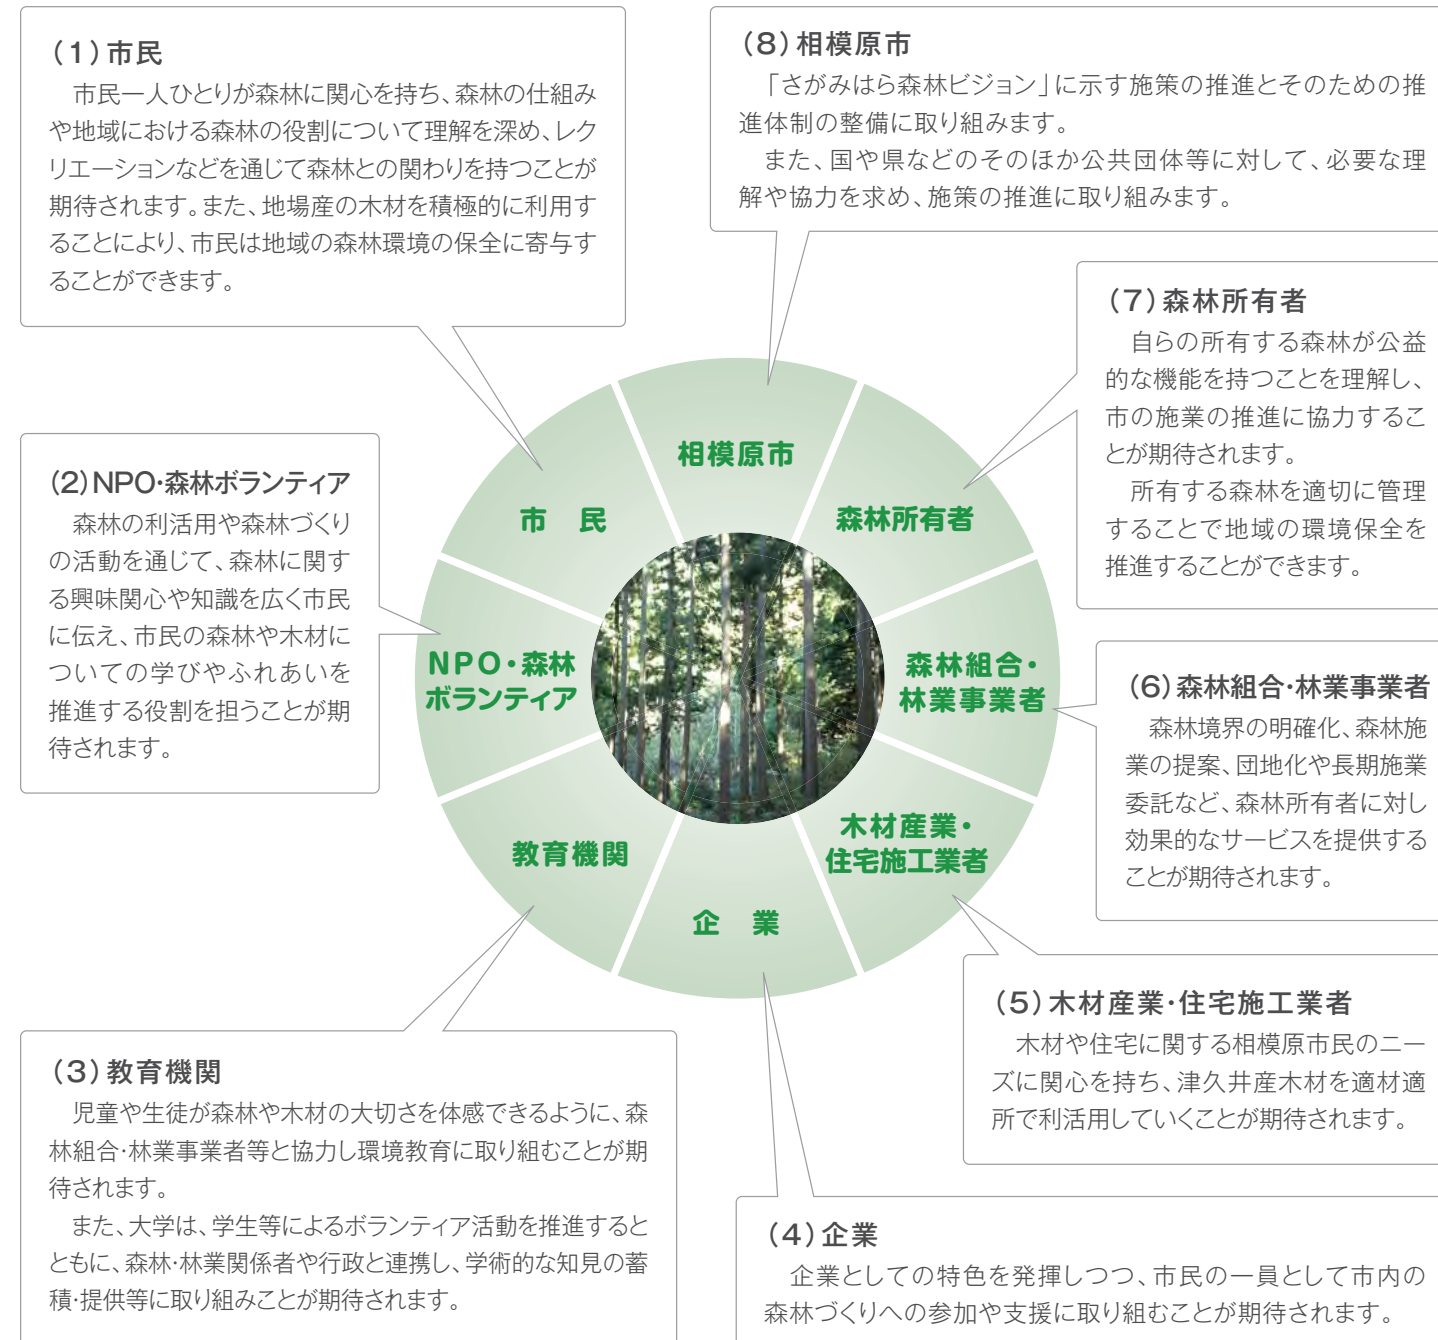 (1)市民
市民一人ひとりが森林に関心を持ち、森林の仕組み
や地域における森林の役割について理解を深め、レク
リエーションなどを通じて森林との関わりを持つことが
期待されます。また、地場産の木材を積極的に利用す
ることにより、市民は地域の森林環境の保全に寄与す
ることができます。
(8)相模原市
「さがみはら森林ビジョン」に示す施策の推進とそのための推
進体制の整備に取り組みます。
また、国や県などのそのほか公共団体等に対して、必要な理
解や協力を求め、施策の推進に取り組みます。
(7)森林所有者
自らの所有する森林が公益
的な機能を持つことを理解し、
市の施業の推進に協力するこ
とが期待されます。
所有する森林を適切に管理
することで地域の環境保全を
推進することができます。
(2)NPO・森林ボランティア
森林の利活用や森林づくり
の活動を通じて、森林に関す
る興味関心や知識を広く市民
に伝え、市民の森林や木材に
ついての学びやふれあいを
推進する役割を担うことが期
待されます。
相模原市
市 民
森林所有者
NPO・森林
ボランティア
森林組合・
林業事業者
教育機関
木材産業・
住宅施工業者
企 業
(6)森林組合・林業事業者
森林境界の明確化、森林施
業の提案、団地化や長期施業
委託など、森林所有者に対し
効果的なサービスを提供する
ことが期待されます。
(5)木材産業・住宅施工業者
木材や住宅に関する相模原市民のニー
ズに関心を持ち、津久井産木材を適材適
所で利活用していくことが期待されます。
(3)教育機関
児童や生徒が森林や木材の大切さを体感できるように、森
林組合・林業事業者等と協力し環境教育に取り組むことが期
待されます。
また、大学は、学生等によるボランティア活動を推進すると
ともに、森林・林業関係者や行政と連携し、学術的な知見の蓄
積・提供等に取り組みことが期待されます。
(4)企業
企業としての特色を発揮しつつ、市民の一員として市内の
森林づくりへの参加や支援に取り組むことが期待されます。